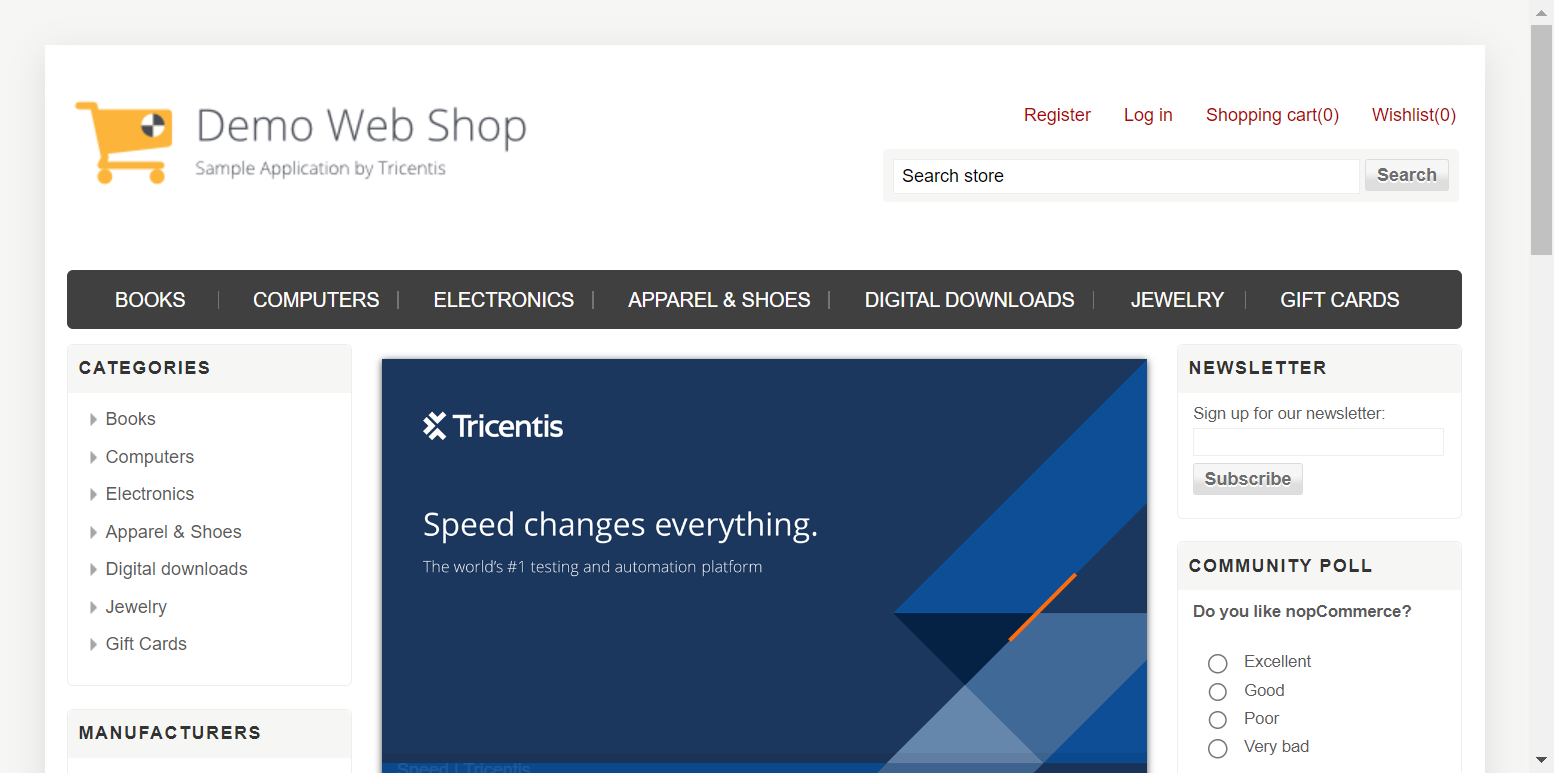 Demo Web Shop
Sample Application by Tricentis
Register Log in Shopping cart(0) Wishlist(0)
Search store Search
BOOKS COMPUTERS ELECTRONICS APPAREL & SHOES DIGITAL DOWNLOADS JEWELRY GIFT CARDS
CATEGORIES
Books
Computers
Electronics
Apparel & Shoes
Digital downloads
Jewelry
Gift Cards
MANUFACTURERS
Tricentis
Speed changes everything.
The world's #1 testing and automation platform
Speed | Tricentis
NEWSLETTER
Sign up for our newsletter:
Subscribe
COMMUNITY POLL
Do you like nopCommerce?
Excellent
Good
Poor
Very bad